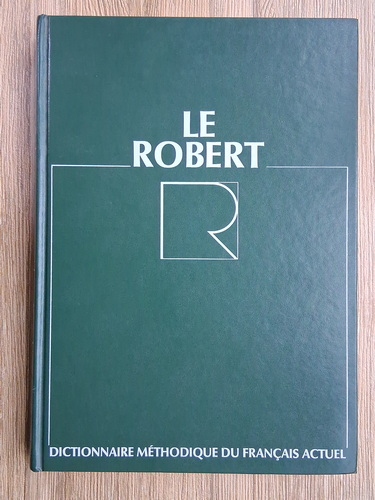 LE
ROBERT
R
DICTIONNAIRE MÉTHODIQUE DU FRANÇAIS ACTUEL